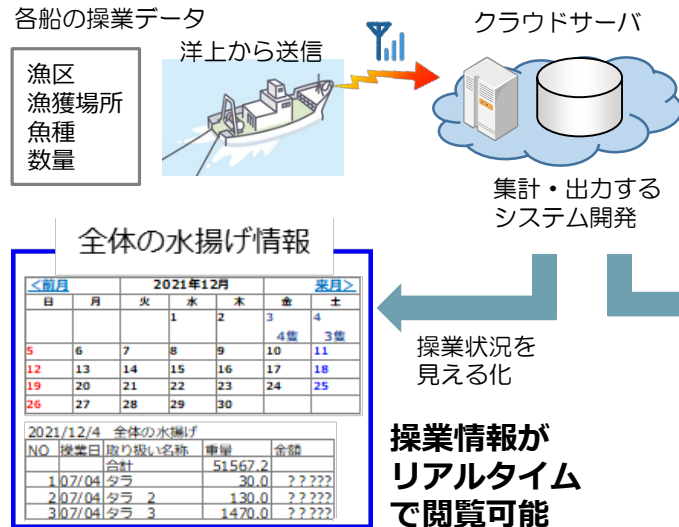 各船の操業データ
漁区
漁獲場所
魚種
数量
洋上から送信
クラウドサーバ
集計・出力する
システム開発
全体の水揚げ情報
<前月 2021年12月 来月>
日 月 火 水 木 金 土
1 2 3 4
4隻 3隻
5 6 7 8 9 10 11
12 13 14 15 16 17 18
19 20 21 22 23 24 25
26 27 28 29 30
2021/12/4 全体の水揚げ
NO 操業日 取り扱い名称 重量 金額
合計 51567.2
1 07/04 タラ 30.0 ?????
2 07/04 タラ 2 130.0 ?????
3 07/04 タラ 3 1470.0 ?????
操業状況を
見える化
操業情報が
リアルタイム
で閲覧可能